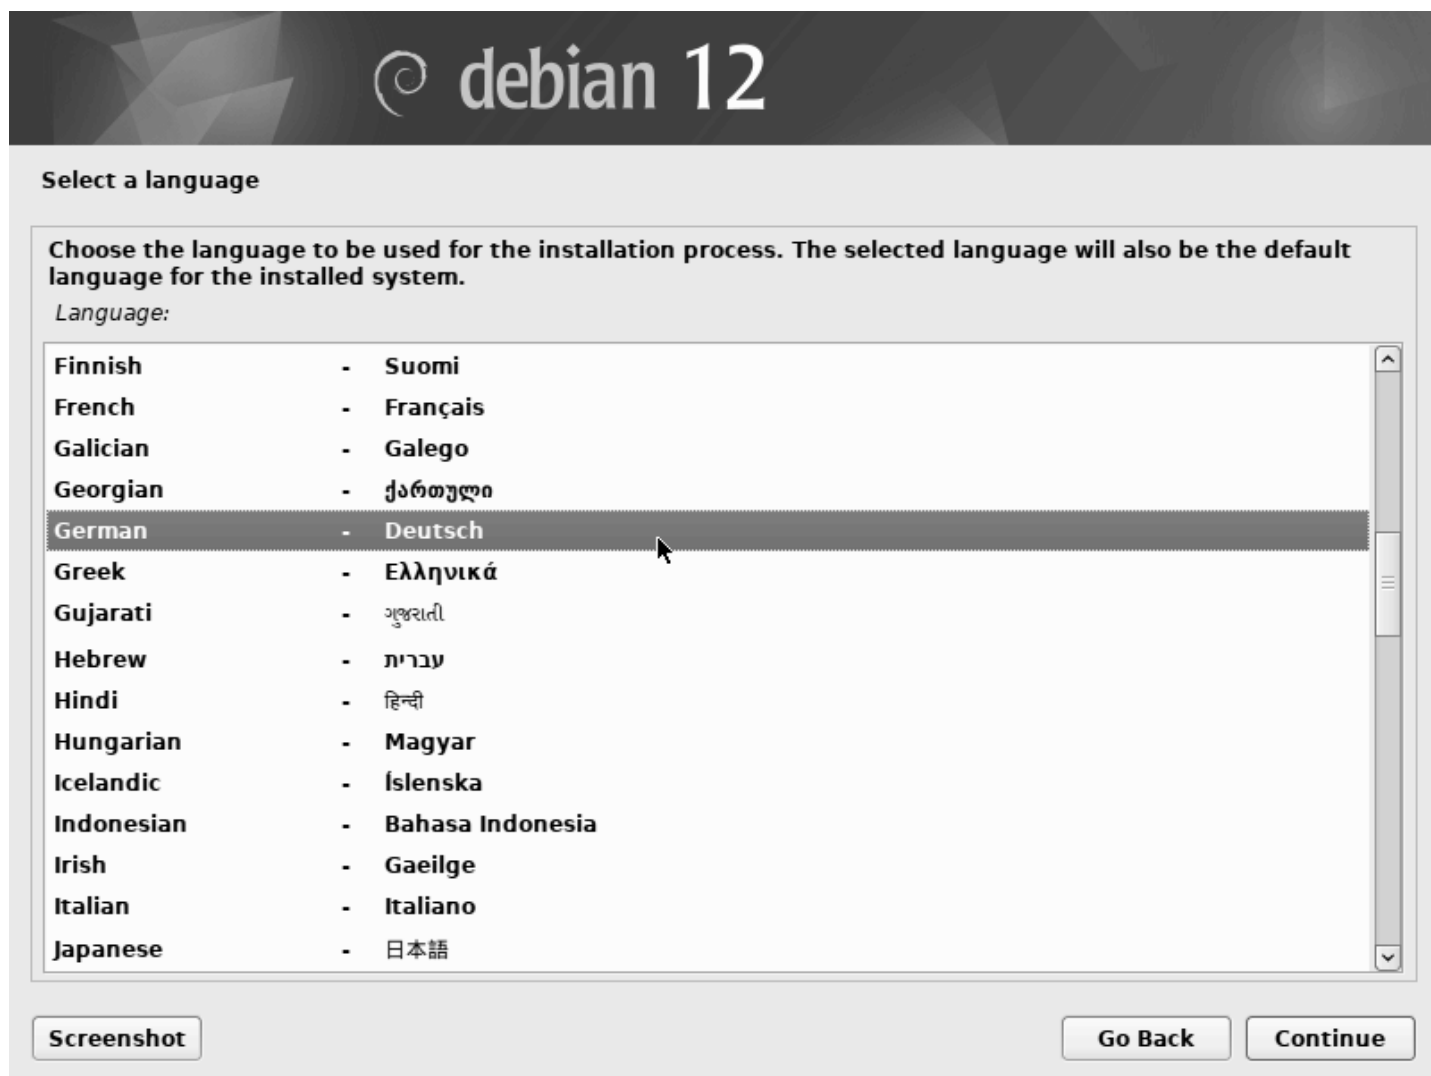 debian 12
Select a language
Choose the language to be used for the installation process. The selected language will also be the default
language for the installed system.
Language:
Finnish - Suomi
French - Français
Galician - Galego
Georgian - ქართული
German - Deutsch
Greek - Ελληνικά
Gujarati - ગુજરાતી
Hebrew - עברית
Hindi - हिन्दी
Hungarian - Magyar
Icelandic - Íslenska
Indonesian - Bahasa Indonesia
Irish - Gaeilge
Italian - Italiano
Japanese - 日本語
Screenshot Go Back Continue